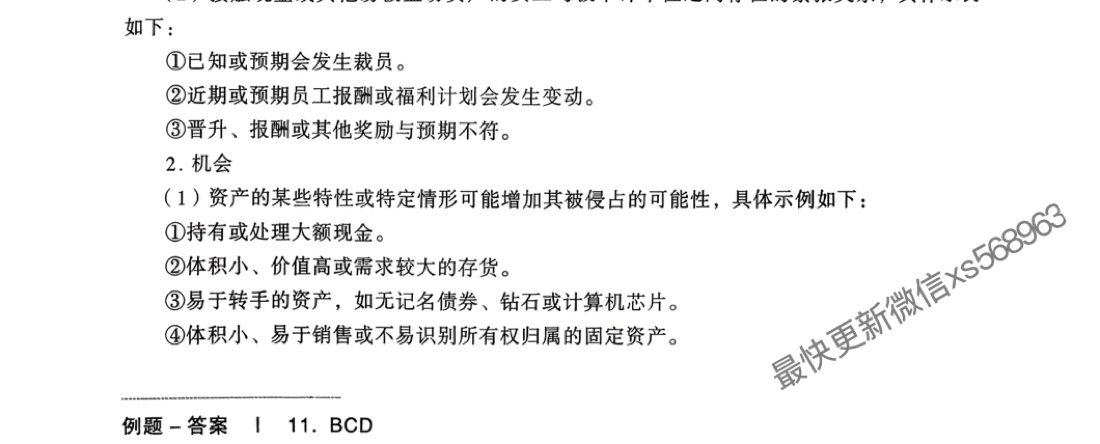 如下：
①已知或预期会发生裁员。
②近期或预期员工报酬或福利计划会发生变动。
③晋升、报酬或其他奖励与预期不符。
2. 机会
（1）资产的某些特性或特定情形可能增加其被侵占的可能性，具体示例如下：
①持有或处理大额现金。
②体积小、价值高或需求较大的存货。
③易于转手的资产，如无记名债券、钻石或计算机芯片。
④体积小、易于销售或不易识别所有权归属的固定资产。
最快更新微信xs568963
例题－答案 | 11. BCD